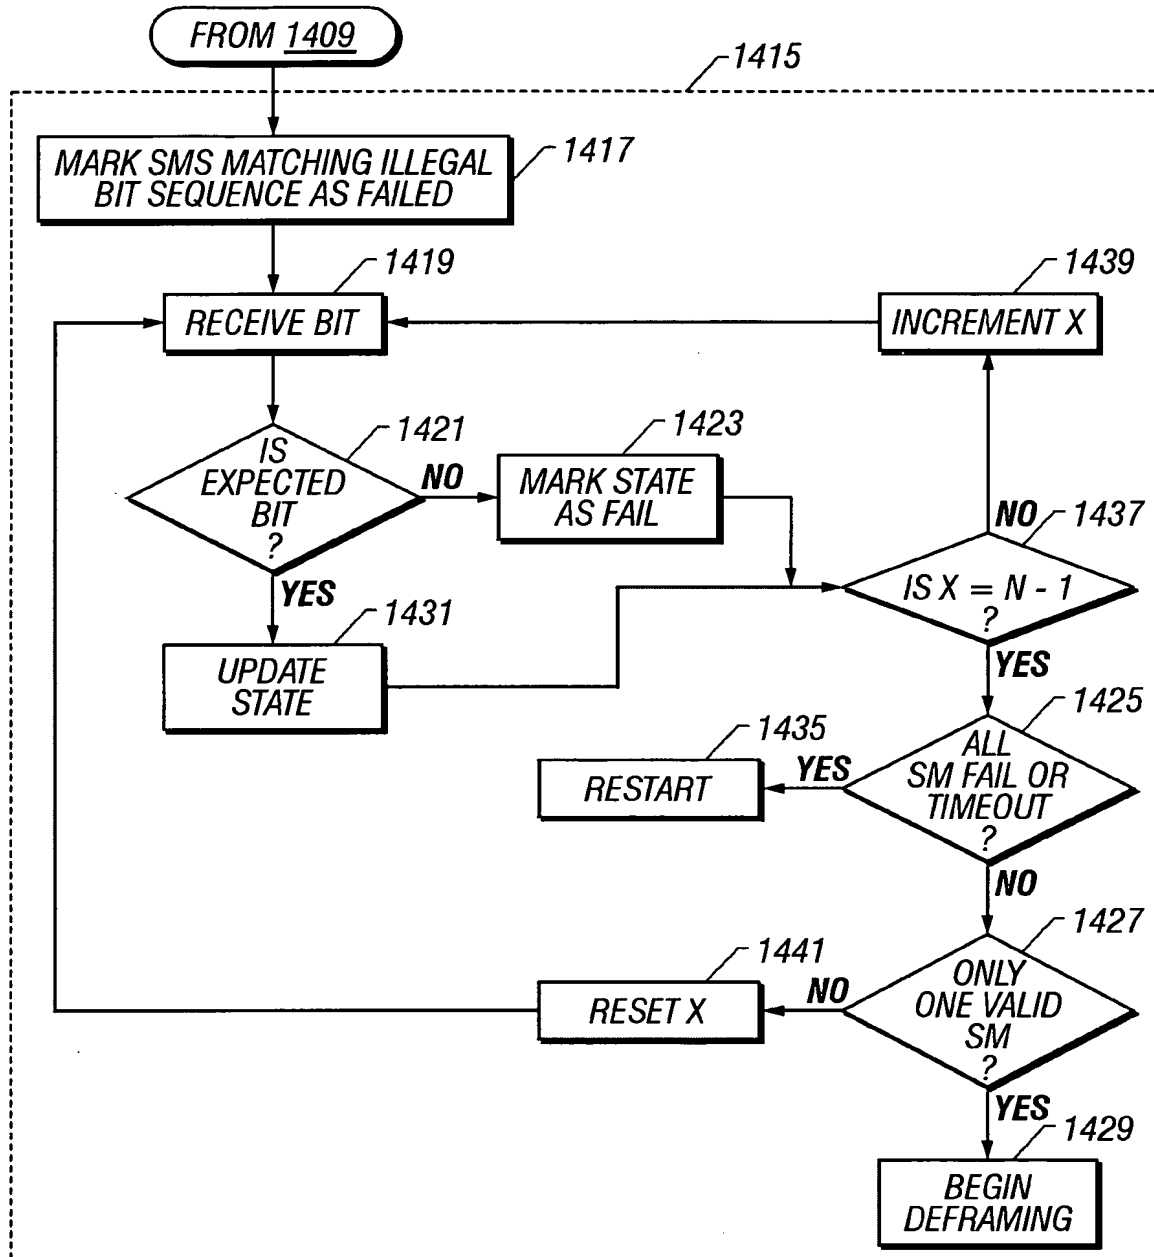 FROM 1409
1415
MARK SMS MATCHING ILLEGAL
BIT SEQUENCE AS FAILED
1417
RECEIVE BIT
1419
INCREMENT X
1439
IS
EXPECTED
BIT
?
1421
NO
YES
MARK STATE
AS FAIL
1423
UPDATE
STATE
1431
IS X = N - 1
?
1437
NO
YES
ALL
SM FAIL OR
TIMEOUT
?
1425
YES
NO
RESTART
1435
ONLY
ONE VALID
SM
?
1427
NO
YES
RESET X
1441
BEGIN
DEFRAMING
1429